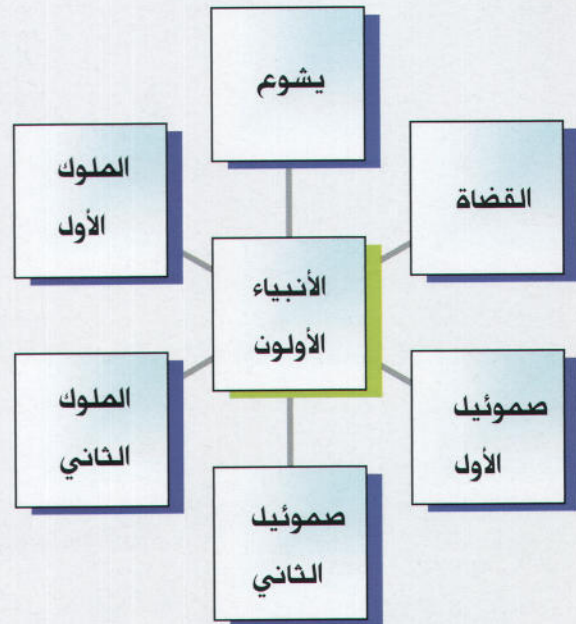 يشوع
القضاة
الملوك
الأول
الأنبياء
الأولون
صموئيل
الأول
الملوك
الثاني
صموئيل
الثاني